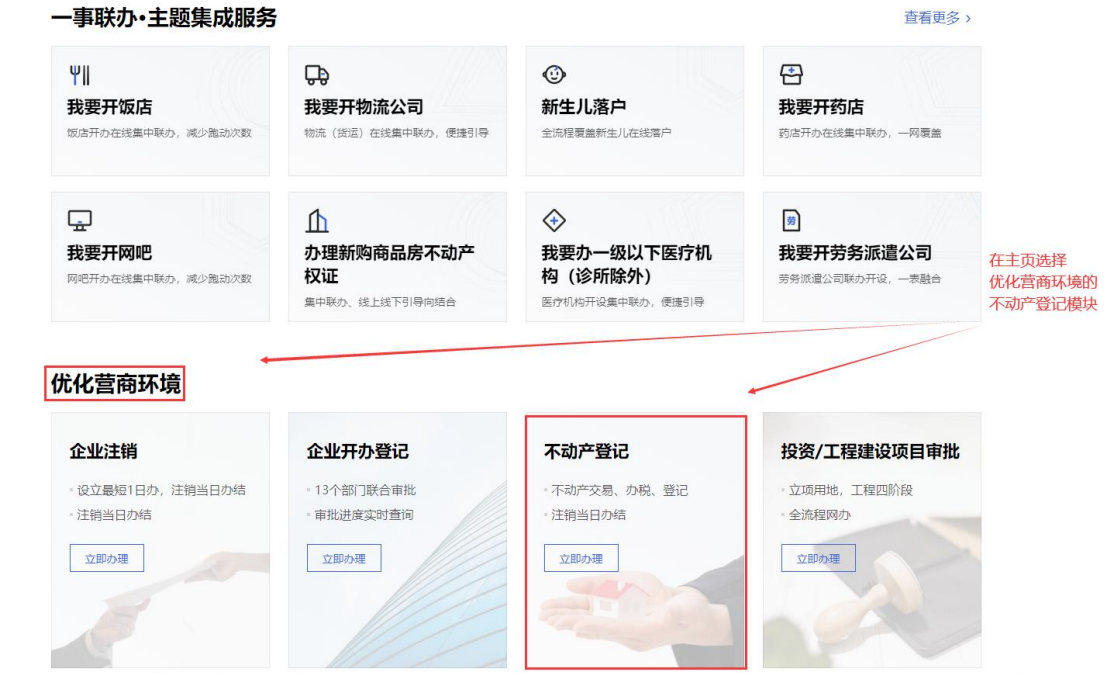 一事联办·主题集成服务
查看更多 ›
我要开饭店
饭店开办在线集中联办，减少跑动次数
我要开物流公司
物流（货运）在线集中联办，便捷引导
新生儿落户
全流程覆盖新生儿在线落户
我要开药店
药店开办在线集中联办，一网覆盖
我要开网吧
网吧开办在线集中联办，减少跑动次数
办理新购商品房不动产
权证
集中联办、线上线下引导向结合
我要办一级以下医疗机
构（诊所除外）
医疗机构开设集中联办，便捷引导
劳
我要开劳务派遣公司
劳务派遣公司联办开设，一表融合
在主页选择
优化营商环境的
不动产登记模块
优化营商环境
企业注销
设立最短1日办，注销当日办结
注销当日办结
立即办理
企业开办登记
13个部门联合审批
审批进度实时查询
立即办理
不动产登记
不动产交易、办税、登记
注销当日办结
立即办理
投资/工程建设项目审批
立项用地，工程四阶段
全流程网办
立即办理